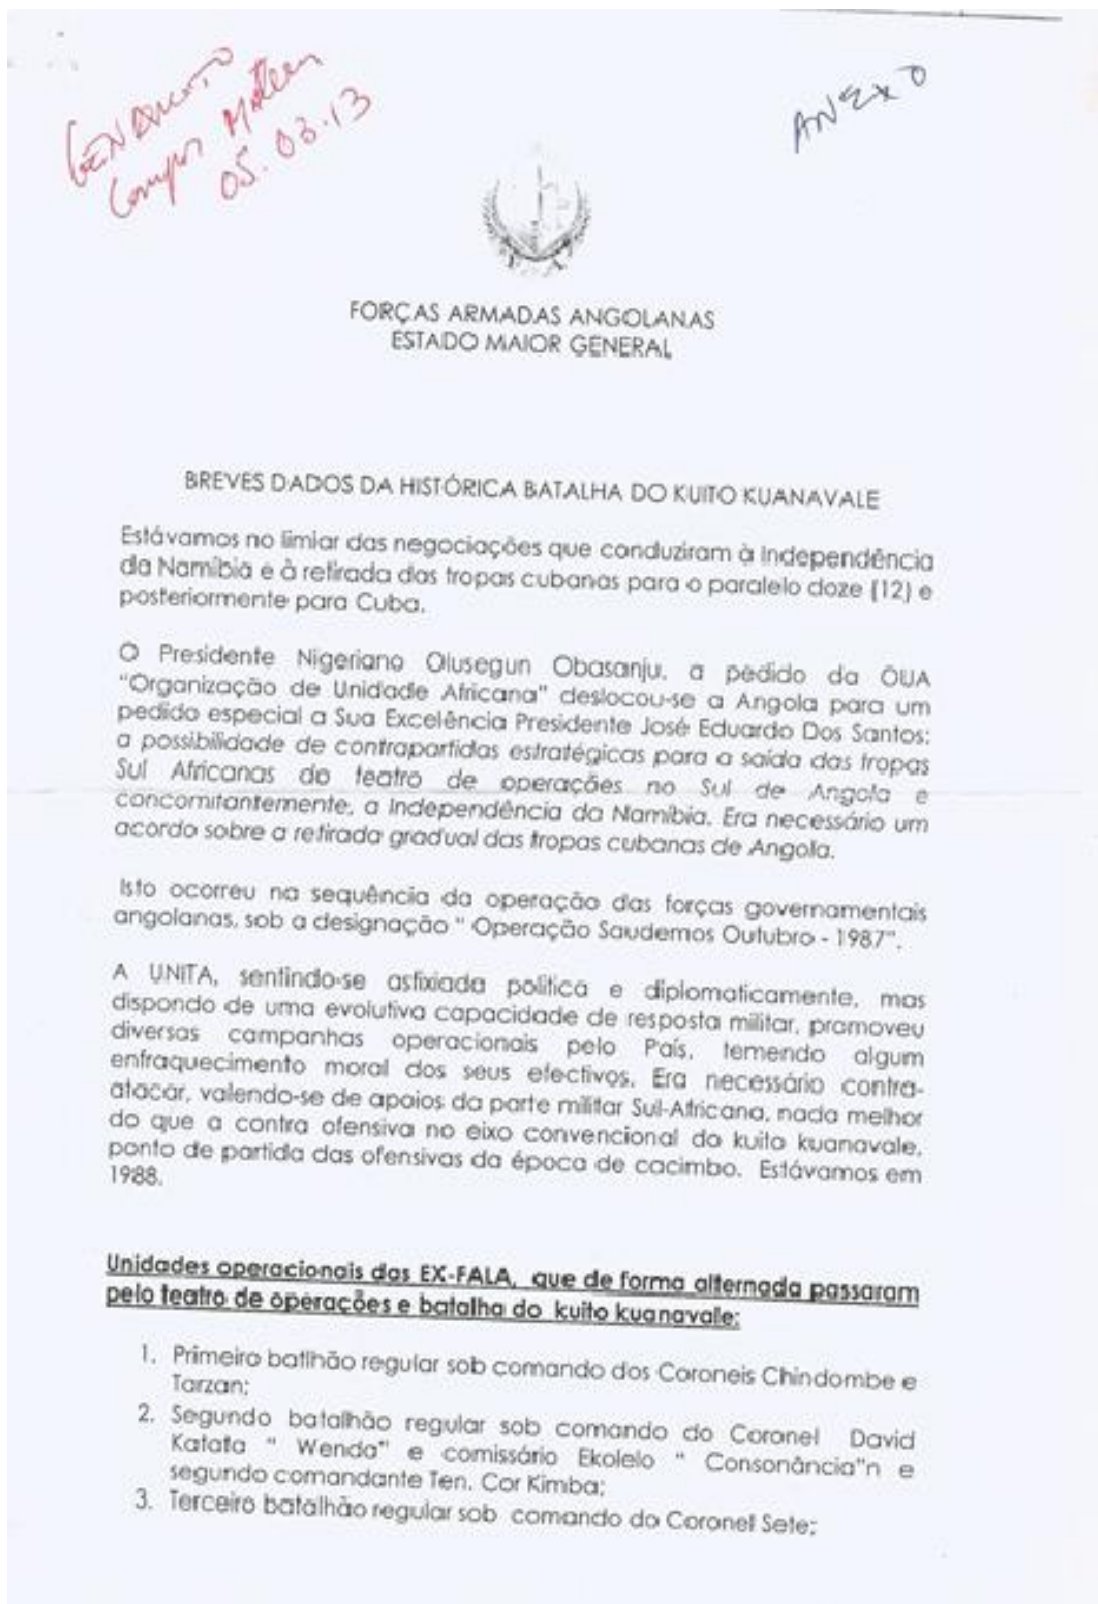 ANEXO
05.03.13
FORÇAS ARMADAS ANGOLANAS
ESTADO MAIOR GENERAL
BREVES DADOS DA HISTÓRICA BATALHA DO KUITO KUANAVALE
Estávamos no limiar das negociações que conduziram à Independência
da Namíbia e à retirada das tropas cubanas para o paralelo doze (12) e
posteriormente para Cuba.
O Presidente Nigeriano Olusegun Obasanju, a pedido da OUA
"Organização de Unidade Africana" deslocou-se a Angola para um
pedido especial a Sua Excelência Presidente José Eduardo Dos Santos:
a possibilidade de contrapartidas estratégicas para a saída das tropas
Sul Africanas do teatro de operações no Sul de Angola e
concomitantemente, a Independência da Namíbia. Era necessário um
acordo sobre a retirada gradual das tropas cubanas de Angola.
Isto ocorreu na sequência da operação das forças governamentais
angolanas, sob a designação " Operação Saudemos Outubro - 1987".
A UNITA, sentindo-se asfixiada política e diplomaticamente, mas
dispondo de uma evolutiva capacidade de resposta militar, promoveu
diversas campanhas operacionais pelo País, temendo algum
enfraquecimento moral dos seus efectivos. Era necessário contra-
atacar, valendo-se de apoios da parte militar Sul-Africana, nada melhor
do que a contra ofensiva no eixo convencional do kuito kuanavale,
ponto de partida das ofensivas da época de cacimbo. Estávamos em
1988.
Unidades operacionais das EX-FALA, que de forma alternada passaram
pelo teatro de operações e batalha do kuito kuanavale:
1. Primeiro batlhão regular sob comando dos Coroneis Chindombe e
Tarzan;
2. Segundo batalhão regular sob comando do Coronel David
Katata " Wenda" e comissário Ekolelo " Consonância"n e
segundo comandante Ten. Cor Kimba;
3. Terceiro batalhão regular sob comando do Coronel Sete;